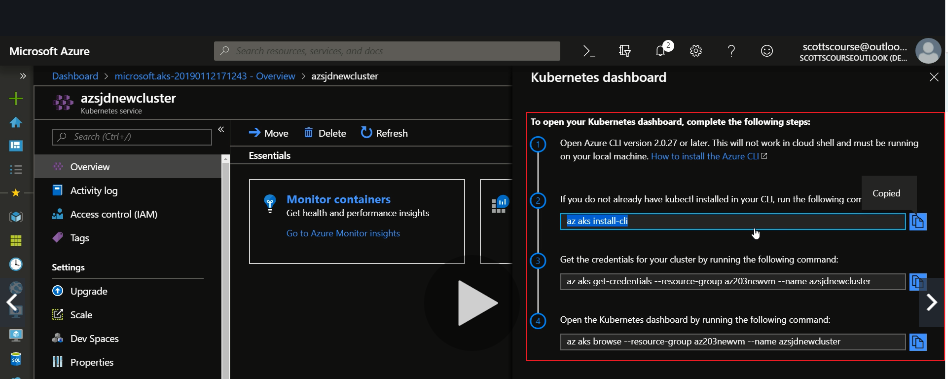 Microsoft Azure
Search resources, services, and docs
2
scottscourse@outloo...
SCOTTSCOURSEOUTLOOK (DE...
Dashboard > microsoft.aks-20190112171243 - Overview > azsjdnewcluster
azsjdnewcluster
Kubernetes service
Search (Ctrl+/)
Overview
Activity log
Access control (IAM)
Tags
Settings
Upgrade
Scale
Dev Spaces
Properties
Move
Delete
Refresh
Essentials
Monitor containers
Get health and performance insights
Go to Azure Monitor insights
Kubernetes dashboard
To open your Kubernetes dashboard, complete the following steps:
1
Open Azure CLI version 2.0.27 or later. This will not work in cloud shell and must be running
on your local machine. How to install the Azure CLI
Copied
2
If you do not already have kubectl installed in your CLI, run the following com
az aks install-cli
3
Get the credentials for your cluster by running the following command:
az aks get-credentials --resource-group az203newvm --name azsjdnewcluster
4
Open the Kubernetes dashboard by running the following command:
az aks browse --resource-group az203newvm --name azsjdnewcluster